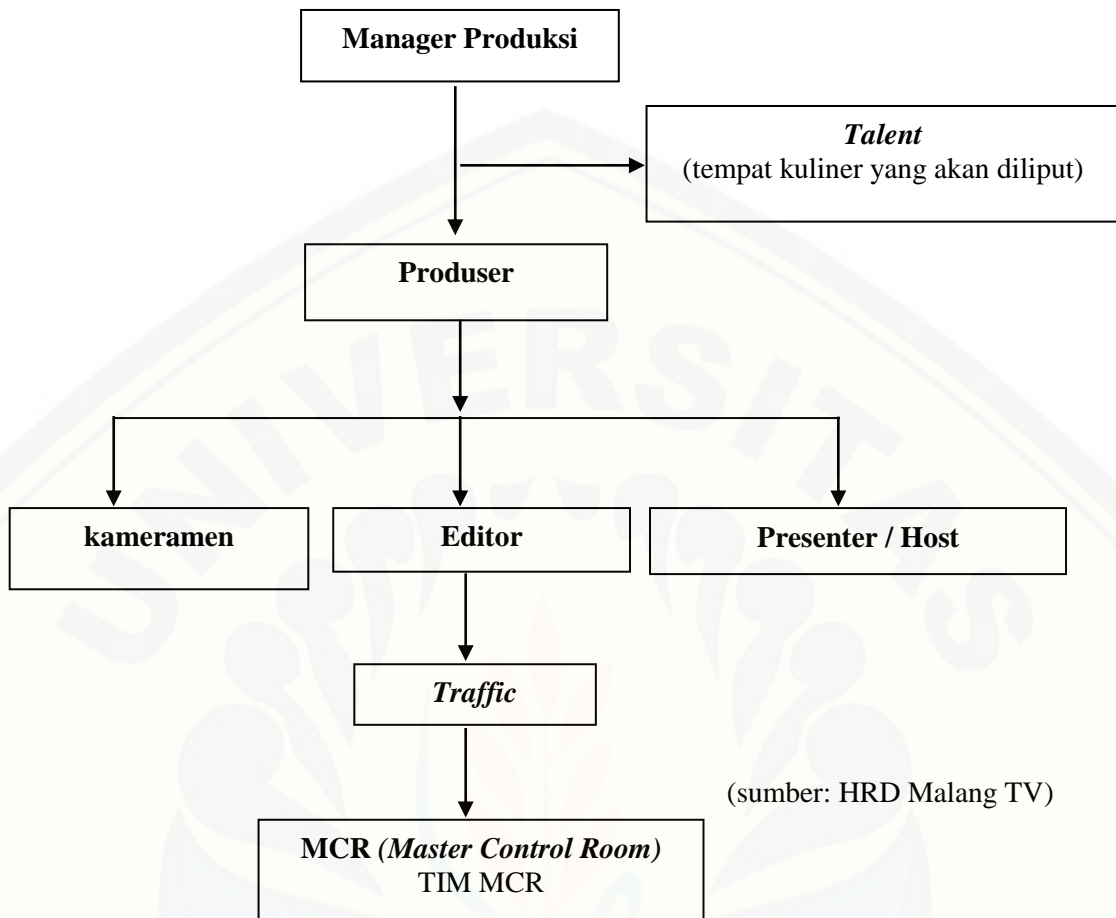 Manager Produksi
Talent
(tempat kuliner yang akan diliput)
Produser
kameramen
Editor
Presenter / Host
Traffic
(sumber: HRD Malang TV)
MCR (Master Control Room)
TIM MCR
UNIVERSITAS